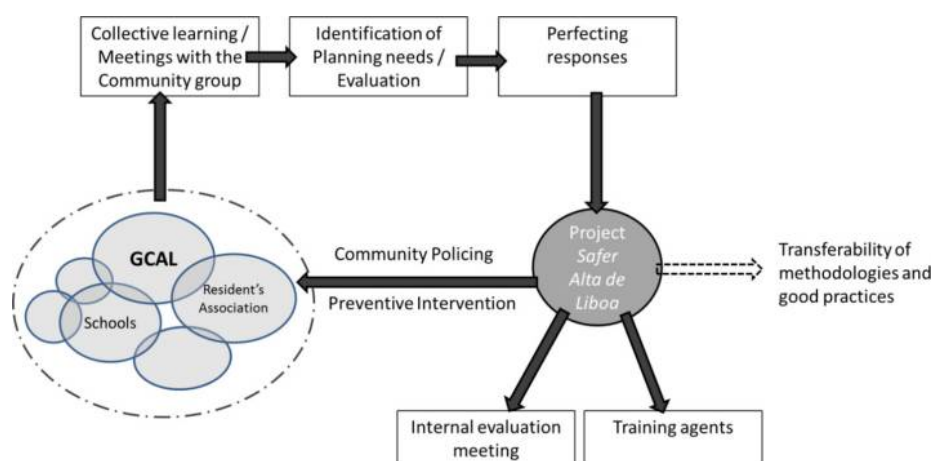 Collective learning /
Meetings with the
Community group
Identification of
Planning needs /
Evaluation
Perfecting
responses
GCAL
Resident's
Association
Schools
Community Policing
Preventive Intervention
Project
Safer
Alta de
Liboa
Transferability of
methodologies and
good practices
Internal evaluation
meeting
Training agents